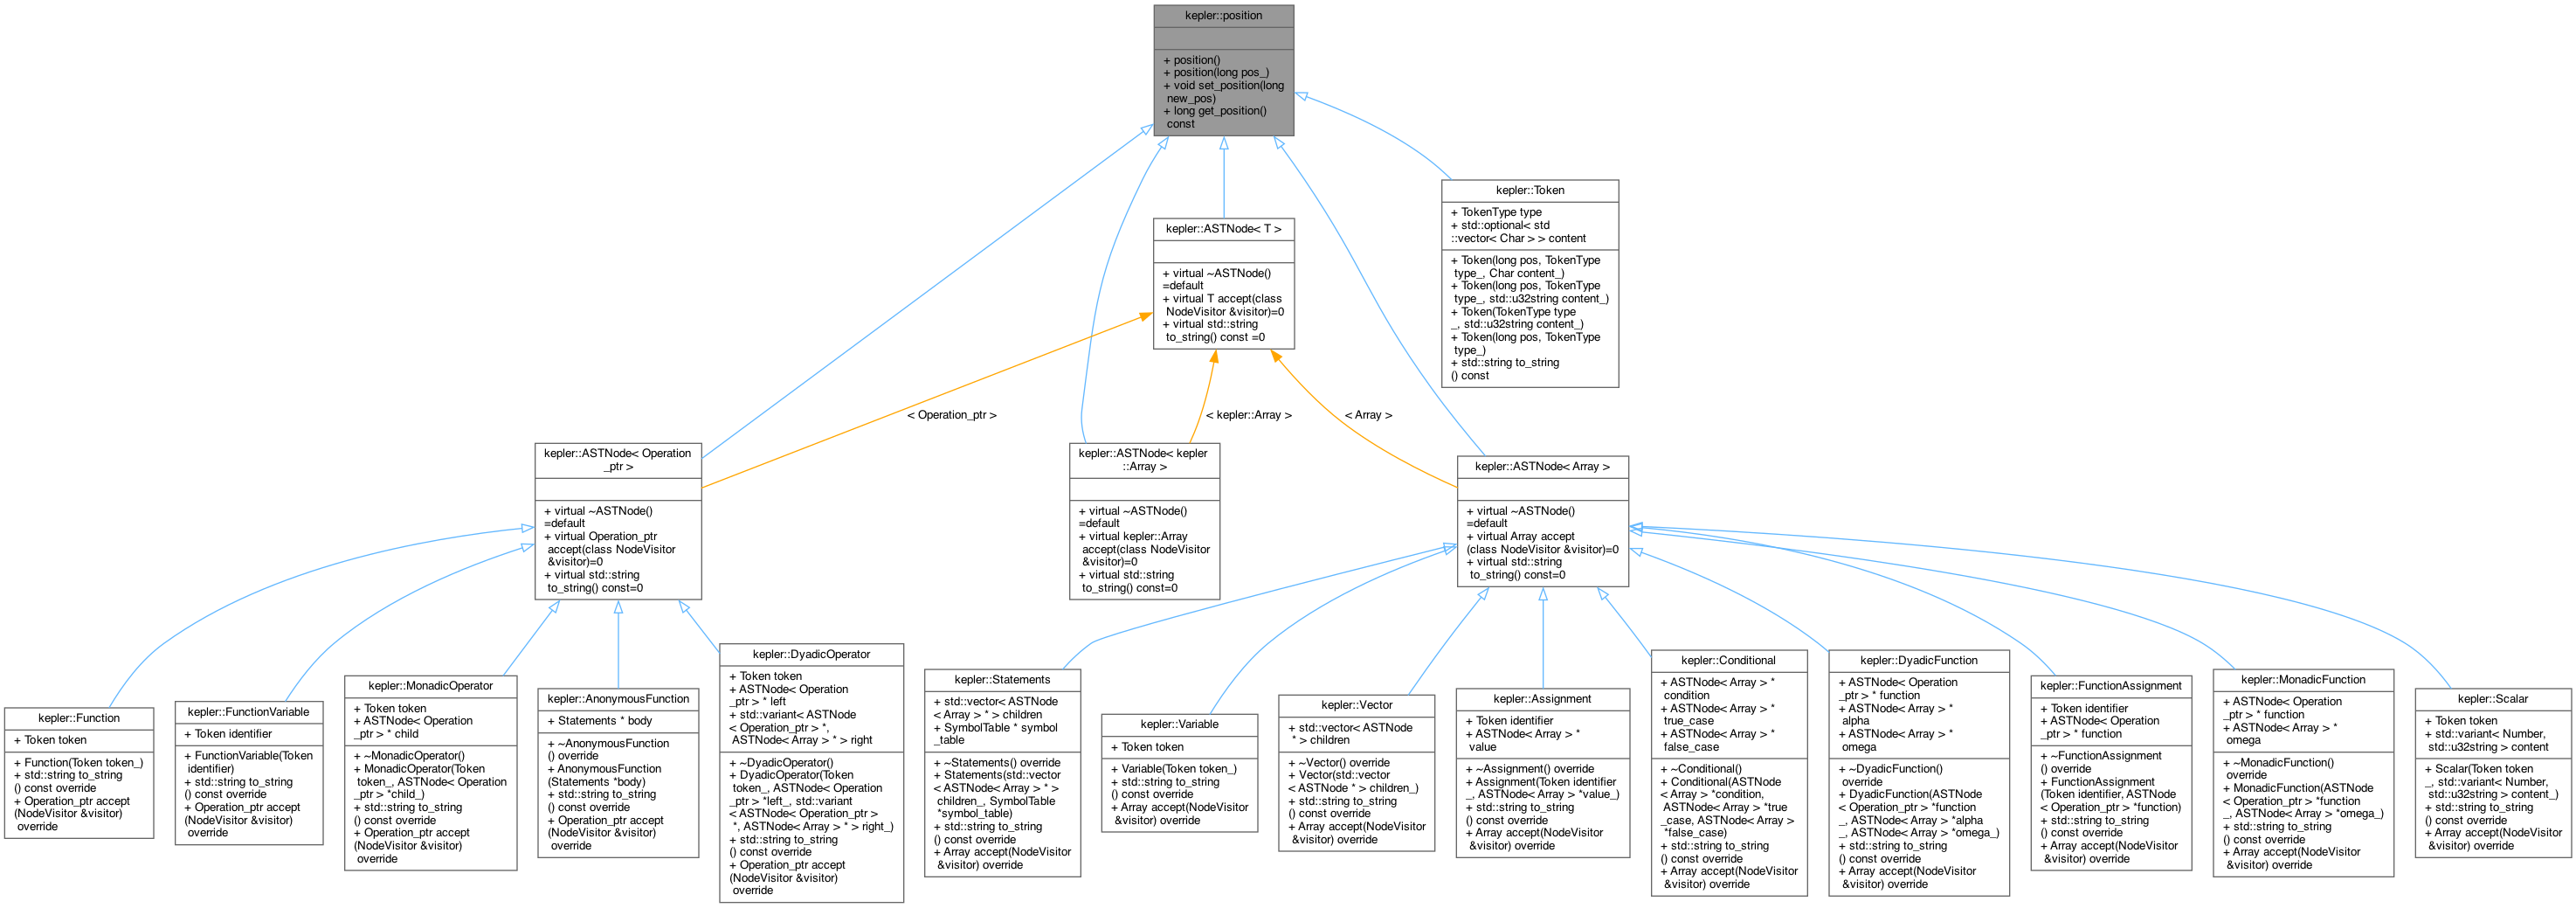 kepler::position
+ position()
+ position(long pos_)
+ void set_position(long
new_pos)
+ long get_position()
const
kepler::Token
+ TokenType type
+ std::optional< std
::vector< Char > > content
+ Token(long pos, TokenType
type_, Char content_)
+ Token(long pos, TokenType
type_, std::u32string content_)
+ Token(TokenType type
_, std::u32string content_)
+ Token(long pos, TokenType
type_)
+ std::string to_string
() const
kepler::ASTNode< T >
+ virtual ~ASTNode()
=default
+ virtual T accept(class
NodeVisitor &visitor)=0
+ virtual std::string
to_string() const =0
< Operation_ptr >
< kepler::Array >
< Array >
kepler::ASTNode< Operation
_ptr >
+ virtual ~ASTNode()
=default
+ virtual Operation_ptr
accept(class NodeVisitor
&visitor)=0
+ virtual std::string
to_string() const=0
kepler::ASTNode< kepler
::Array >
+ virtual ~ASTNode()
=default
+ virtual kepler::Array
accept(class NodeVisitor
&visitor)=0
+ virtual std::string
to_string() const=0
kepler::ASTNode< Array >
+ virtual ~ASTNode()
=default
+ virtual Array accept
(class NodeVisitor &visitor)=0
+ virtual std::string
to_string() const=0
kepler::Function
+ Token token
+ Function(Token token_)
+ std::string to_string
() const override
+ Operation_ptr accept
(NodeVisitor &visitor)
override
kepler::FunctionVariable
+ Token identifier
+ FunctionVariable(Token
identifier)
+ std::string to_string
() const override
+ Operation_ptr accept
(NodeVisitor &visitor)
override
kepler::MonadicOperator
+ Token token
+ ASTNode< Operation
_ptr > * child
+ ~MonadicOperator()
+ MonadicOperator(Token
token_, ASTNode< Operation
_ptr > *child_)
+ std::string to_string
() const override
+ Operation_ptr accept
(NodeVisitor &visitor)
override
kepler::AnonymousFunction
+ Statements * body
+ ~AnonymousFunction
() override
+ AnonymousFunction
(Statements *body)
+ std::string to_string
() const override
+ Operation_ptr accept
(NodeVisitor &visitor)
override
kepler::DyadicOperator
+ Token token
+ ASTNode< Operation
_ptr > * left
+ std::variant< ASTNode
< Operation_ptr > *,
ASTNode< Array > * > right
+ ~DyadicOperator()
+ DyadicOperator(Token
token_, ASTNode< Operation
_ptr > *left_, std::variant
< ASTNode< Operation_ptr >
*, ASTNode< Array > * > right_)
+ std::string to_string
() const override
+ Operation_ptr accept
(NodeVisitor &visitor)
override
kepler::Statements
+ std::vector< ASTNode
< Array > * > children
+ SymbolTable * symbol
_table
+ ~Statements() override
+ Statements(std::vector
< ASTNode< Array > * >
children_, SymbolTable
*symbol_table)
+ std::string to_string
() const override
+ Array accept(NodeVisitor
&visitor) override
kepler::Variable
+ Token token
+ Variable(Token token_)
+ std::string to_string
() const override
+ Array accept(NodeVisitor
&visitor) override
kepler::Vector
+ std::vector< ASTNode
* > children
+ ~Vector() override
+ Vector(std::vector
< ASTNode * > children_)
+ std::string to_string
() const override
+ Array accept(NodeVisitor
&visitor) override
kepler::Assignment
+ Token identifier
+ ASTNode< Array > *
value
+ ~Assignment() override
+ Assignment(Token identifier
_, ASTNode< Array > *value_)
+ std::string to_string
() const override
+ Array accept(NodeVisitor
&visitor) override
kepler::Conditional
+ ASTNode< Array > *
condition
+ ASTNode< Array > *
true_case
+ ASTNode< Array > *
false_case
+ ~Conditional()
+ Conditional(ASTNode
< Array > *condition,
ASTNode< Array > *true
_case, ASTNode< Array >
*false_case)
+ std::string to_string
() const override
+ Array accept(NodeVisitor
&visitor) override
kepler::DyadicFunction
+ ASTNode< Operation
_ptr > * function
+ ASTNode< Array > *
alpha
+ ASTNode< Array > *
omega
+ ~DyadicFunction()
override
+ DyadicFunction(ASTNode
< Operation_ptr > *function
_, ASTNode< Array > *alpha
_, ASTNode< Array > *omega_)
+ std::string to_string
() const override
+ Array accept(NodeVisitor
&visitor) override
kepler::FunctionAssignment
+ Token identifier
+ ASTNode< Operation
_ptr > * function
+ ~FunctionAssignment
() override
+ FunctionAssignment
(Token identifier, ASTNode
< Operation_ptr > *function)
+ std::string to_string
() const override
+ Array accept(NodeVisitor
&visitor) override
kepler::MonadicFunction
+ ASTNode< Operation
_ptr > * function
+ ASTNode< Array > *
omega
+ ~MonadicFunction()
override
+ MonadicFunction(ASTNode
< Operation_ptr > *function
_, ASTNode< Array > *omega_)
+ std::string to_string
() const override
+ Array accept(NodeVisitor
&visitor) override
kepler::Scalar
+ Token token
+ std::variant< Number,
std::u32string > content
+ Scalar(Token token
_, std::variant< Number,
std::u32string > content_)
+ std::string to_string
() const override
+ Array accept(NodeVisitor
&visitor) override